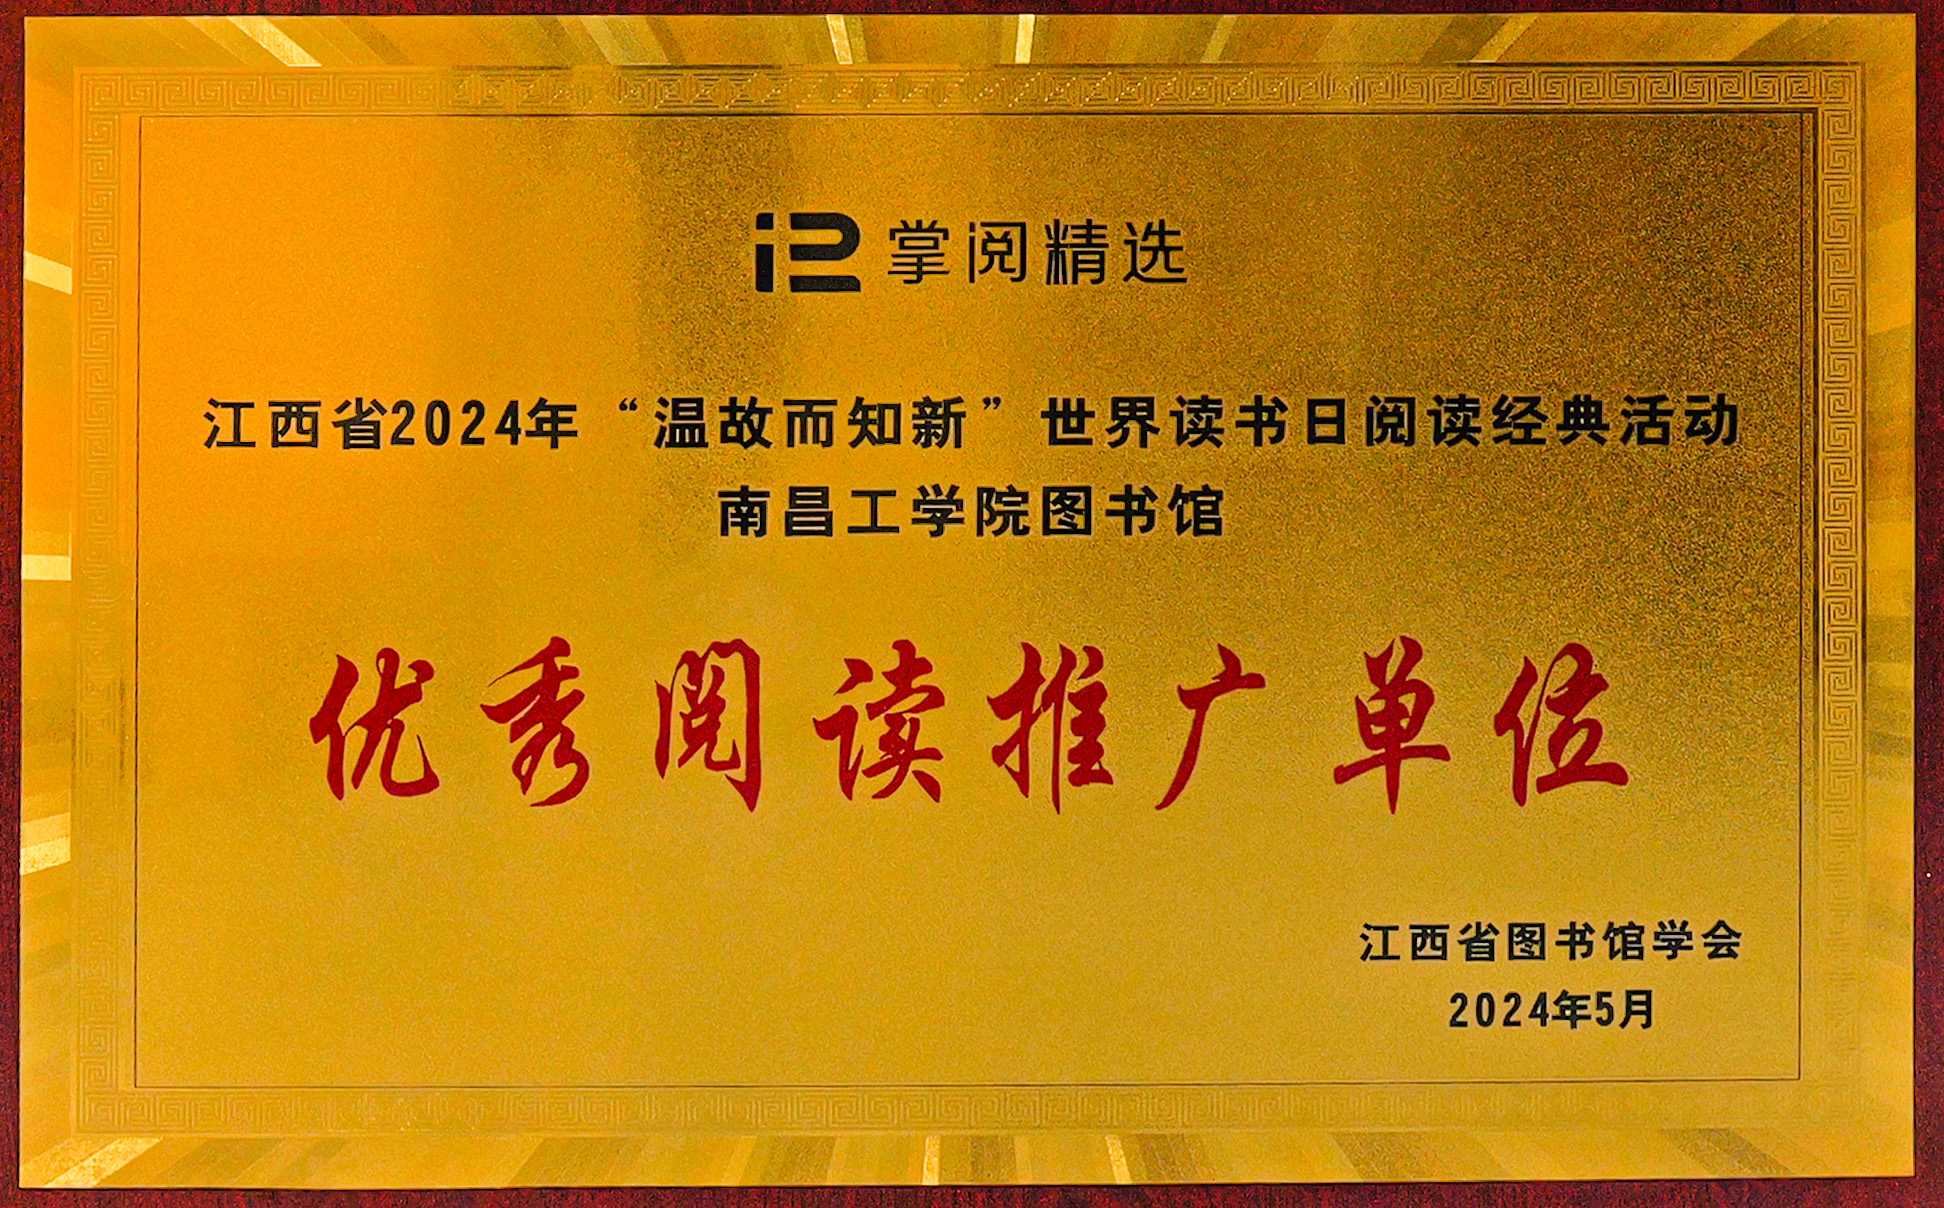 掌阅精选
江西省2024年“温故而知新”世界读书日阅读经典活动
南昌工学院图书馆
优秀阅读推广单位
江西省图书馆学会
2024年5月